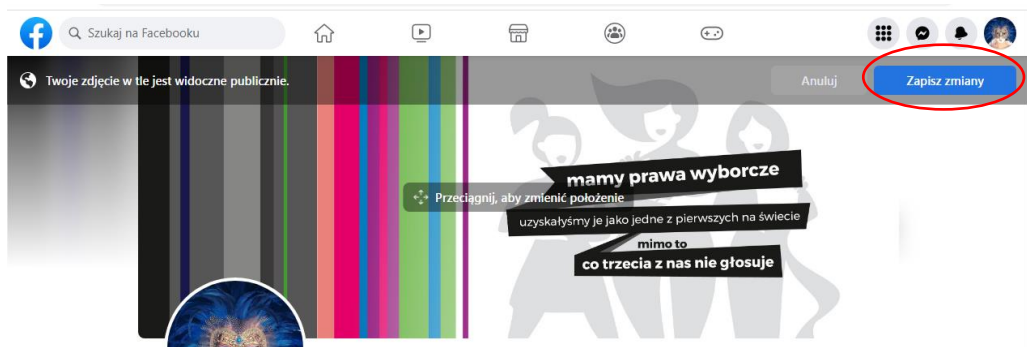 Szukaj na Facebooku
Twoje zdjęcie w tle jest widoczne publicznie.
Anuluj
Zapisz zmiany
Przeciągnij, aby zmienić położenie
mamy prawa wyborcze
uzyskałyśmy je jako jedne z pierwszych na świecie
mimo to
co trzecia z nas nie głosuje